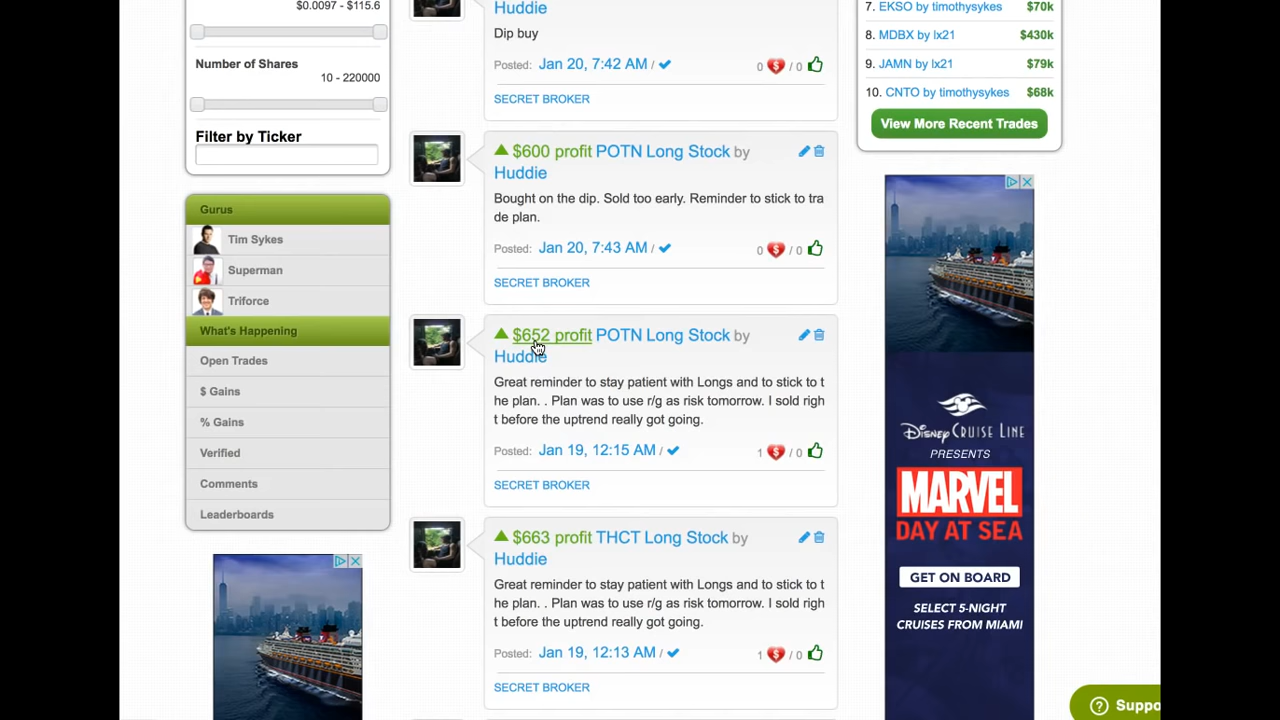 $0.0097 - $115.6
Number of Shares
10 - 220000
Filter by Ticker
Gurus
Tim Sykes
Superman
Triforce
What's Happening
Open Trades
$ Gains
% Gains
Verified
Comments
Leaderboards
Huddie
Dip buy
Posted: Jan 20, 7:42 AM / ✔ 0 $ / 0
SECRET BROKER
$600 profit POTN Long Stock by
Huddie
Bought on the dip. Sold too early. Reminder to stick to tra
de plan.
Posted: Jan 20, 7:43 AM / ✔ 0 $ / 0
SECRET BROKER
$652 profit POTN Long Stock by
Huddie
Great reminder to stay patient with Longs and to stick to t
he plan. . Plan was to use r/g as risk tomorrow. I sold righ
t before the uptrend really got going.
Posted: Jan 19, 12:15 AM / ✔ 1 $ / 0
SECRET BROKER
$663 profit THCT Long Stock by
Huddie
Great reminder to stay patient with Longs and to stick to t
he plan. . Plan was to use r/g as risk tomorrow. I sold righ
t before the uptrend really got going.
Posted: Jan 19, 12:13 AM / ✔ 1 $ / 0
SECRET BROKER
7. EKSO by timothysykes $70k
8. MDBX by lx21 $430k
9. JAMN by lx21 $79k
10. CNTO by timothysykes $68k
View More Recent Trades
Disney CRUISE LINE
PRESENTS
MARVEL
DAY AT SEA
GET ON BOARD
SELECT 5-NIGHT
CRUISES FROM MIAMI
? Suppo